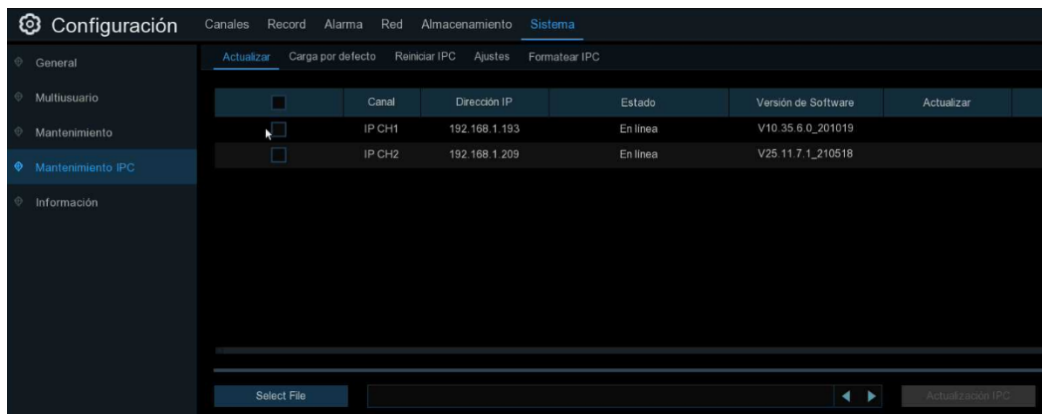 Configuración Canales Record Alarma Red Almacenamiento Sistema
General Actualizar Carga por defecto Reiniciar IPC Ajustes Formatear IPC
Multiusuario Canal Dirección IP Estado Versión de Software Actualizar
Mantenimiento IP CH1 192.168.1.193 En línea V10.35.6.0_201019
Mantenimiento IPC IP CH2 192.168.1.209 En línea V25.11.7.1_210518
Información
Select File Actualización IPC